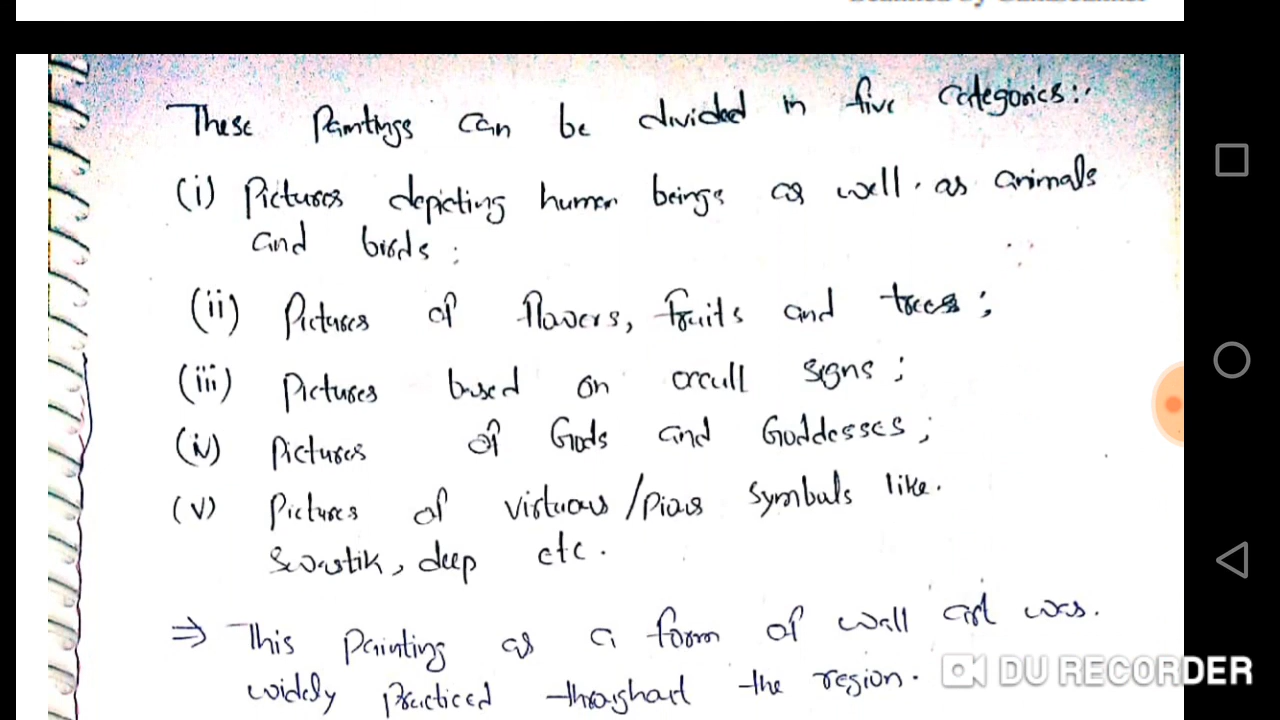 These Paintings can be divided in five categories:-
(i) Pictures depicting human beings as well as animals
and birds;
(ii) Pictures of flowers, fruits and trees;
(iii) Pictures based on occult signs;
(iv) Pictures of Gods and Goddesses;
(v) Pictures of virtuous/pious symbols like.
Swastik, deep etc.
⇒ This painting as a form of wall art was.
widely practiced throughout the region.
DU RECORDER